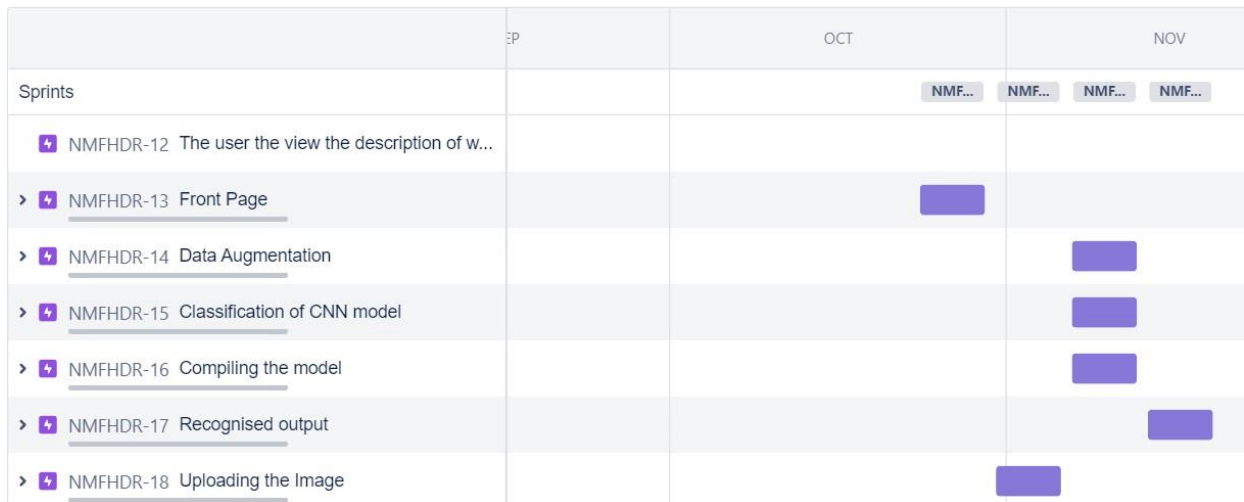 EP OCT NOV
Sprints NMF... NMF... NMF... NMF...
NMFHDR-12 The user the view the description of w...
NMFHDR-13 Front Page
NMFHDR-14 Data Augmentation
NMFHDR-15 Classification of CNN model
NMFHDR-16 Compiling the model
NMFHDR-17 Recognised output
NMFHDR-18 Uploading the Image